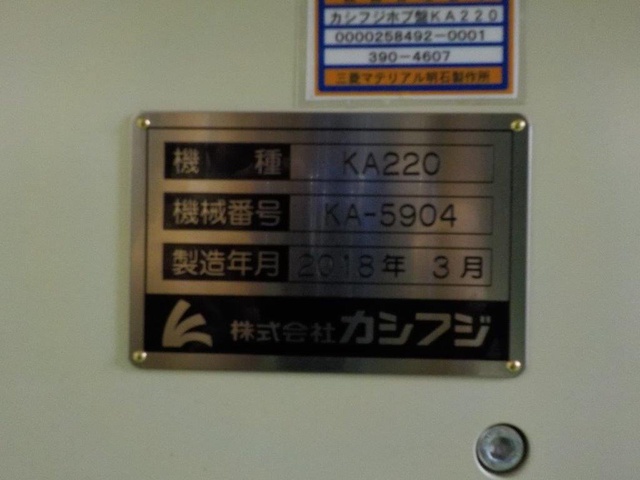 カシフジホブ盤KA220
0000258492-0001
390-4607
三菱マテリアル明石製作所
機種 KA220
機械番号 KA-5904
製造年月 2018年 3月
株式会社カシフジ